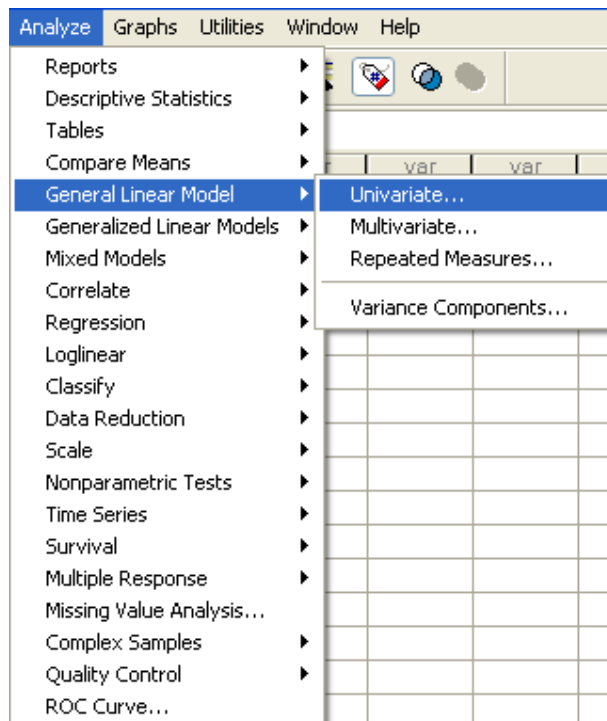 Analyze Graphs Utilities Window Help
Reports
Descriptive Statistics
Tables
Compare Means
var var
General Linear Model
Univariate...
Generalized Linear Models
Multivariate...
Mixed Models
Repeated Measures...
Correlate
Variance Components...
Regression
Loglinear
Classify
Data Reduction
Scale
Nonparametric Tests
Time Series
Survival
Multiple Response
Missing Value Analysis...
Complex Samples
Quality Control
ROC Curve...